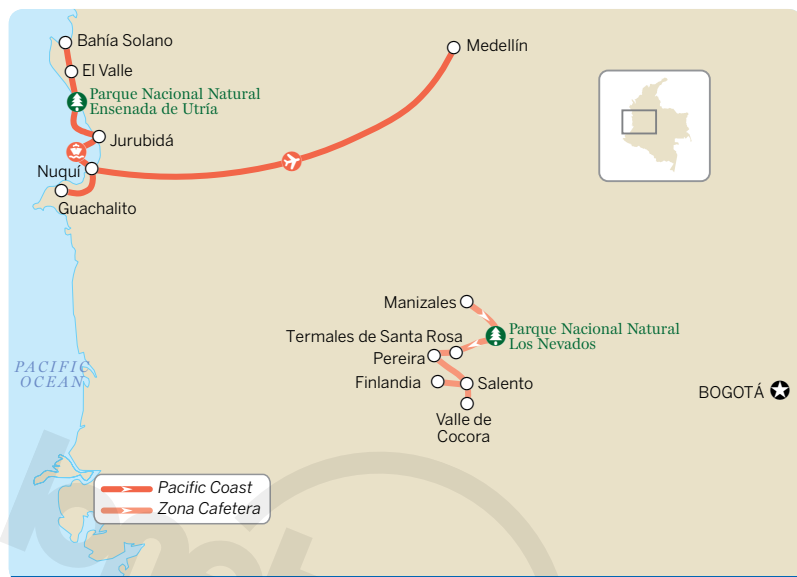 Bahía Solano
Medellín
El Valle
Parque Nacional Natural
Ensenada de Utría
Jurubidá
Nuquí
Guachalito
Manizales
Parque Nacional Natural
Los Nevados
Termales de Santa Rosa
Pereira
PACIFIC
OCEAN
Finlandia
Salento
BOGOTÁ
Valle de
Cocora
Pacific Coast
Zona Cafetera